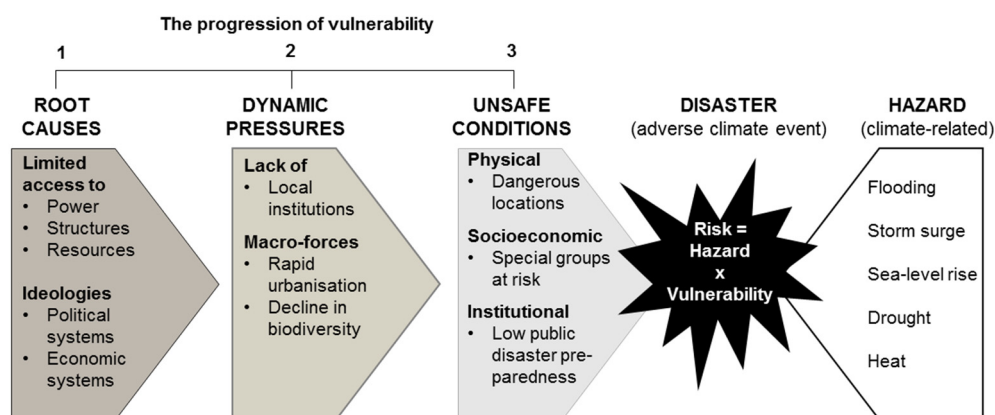 The progression of vulnerability
1
2
3
ROOT
CAUSES
Limited
access to
• Power
• Structures
• Resources
Ideologies
• Political
systems
• Economic
systems
DYNAMIC
PRESSURES
Lack of
• Local
institutions
Macro-forces
• Rapid
urbanisation
• Decline in
biodiversity
UNSAFE
CONDITIONS
Physical
• Dangerous
locations
Socioeconomic
• Special groups
at risk
Institutional
• Low public
disaster pre-
paredness
DISASTER
(adverse climate event)
Risk =
Hazard
x
Vulnerability
HAZARD
(climate-related)
Flooding
Storm surge
Sea-level rise
Drought
Heat